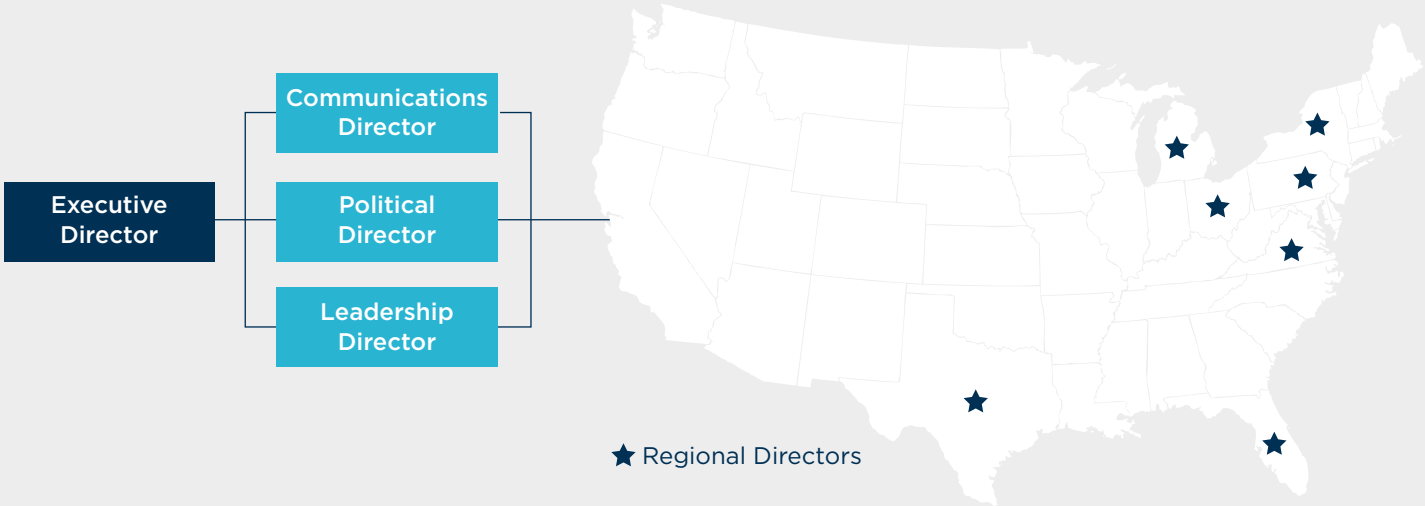 Communications
Director
Executive
Director
Political
Director
Leadership
Director
Regional Directors